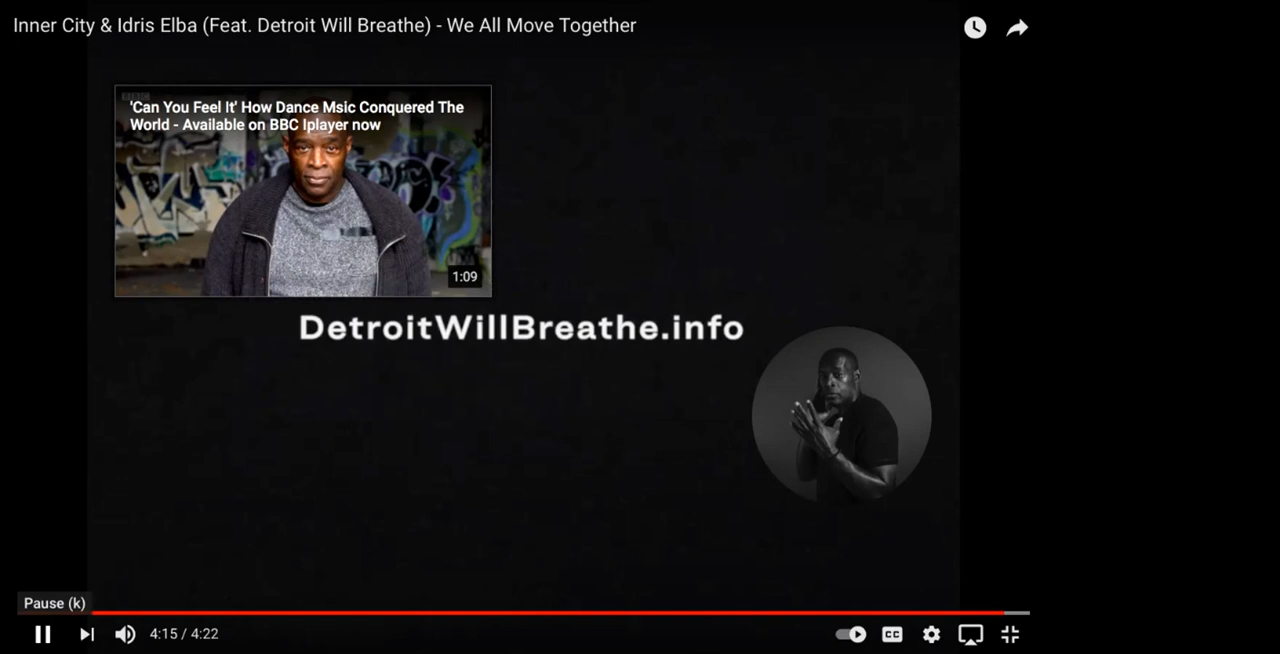 Inner City & Idris Elba (Feat. Detroit Will Breathe) - We All Move Together
'Can You Feel It' How Dance Msic Conquered The
World - Available on BBC Iplayer now
1:09
DetroitWillBreathe.info
Pause (k)
4:15 / 4:22
CC